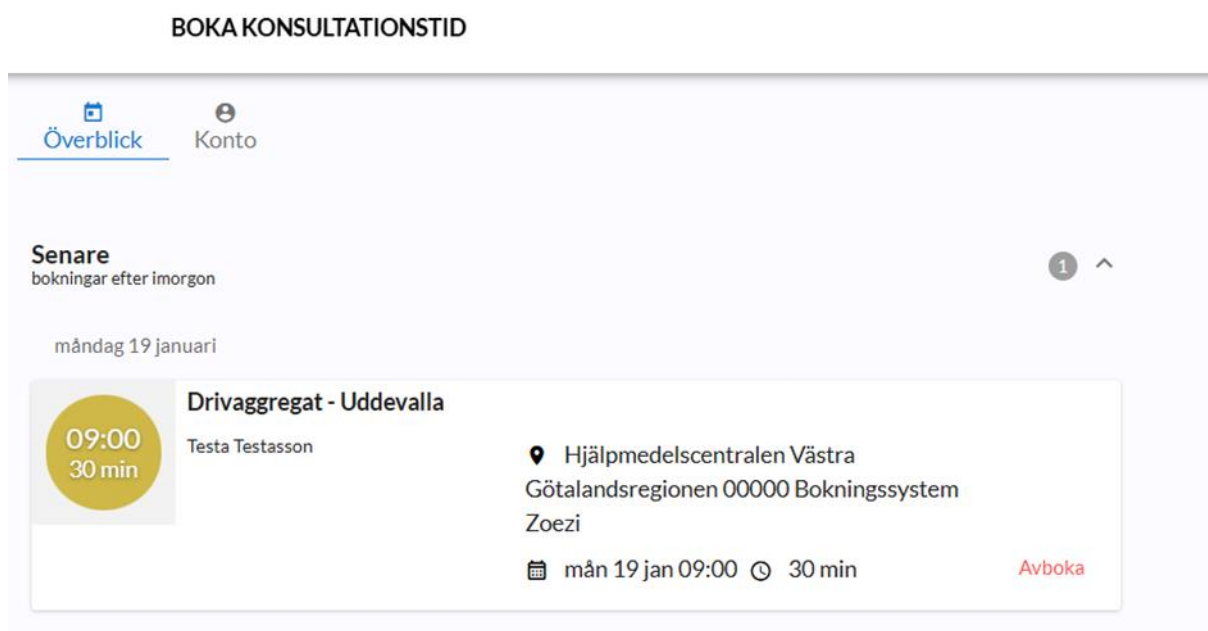 BOKA KONSULTATIONSTID
Överblick
Konto
Senare
bokningar efter imorgon
1
måndag 19 januari
09:00
30 min
Drivaggregat - Uddevalla
Testa Testasson
Hjälpmedelscentralen Västra
Götalandsregionen 00000 Bokningssystem
Zoezi
mån 19 jan 09:00 30 min
Avboka